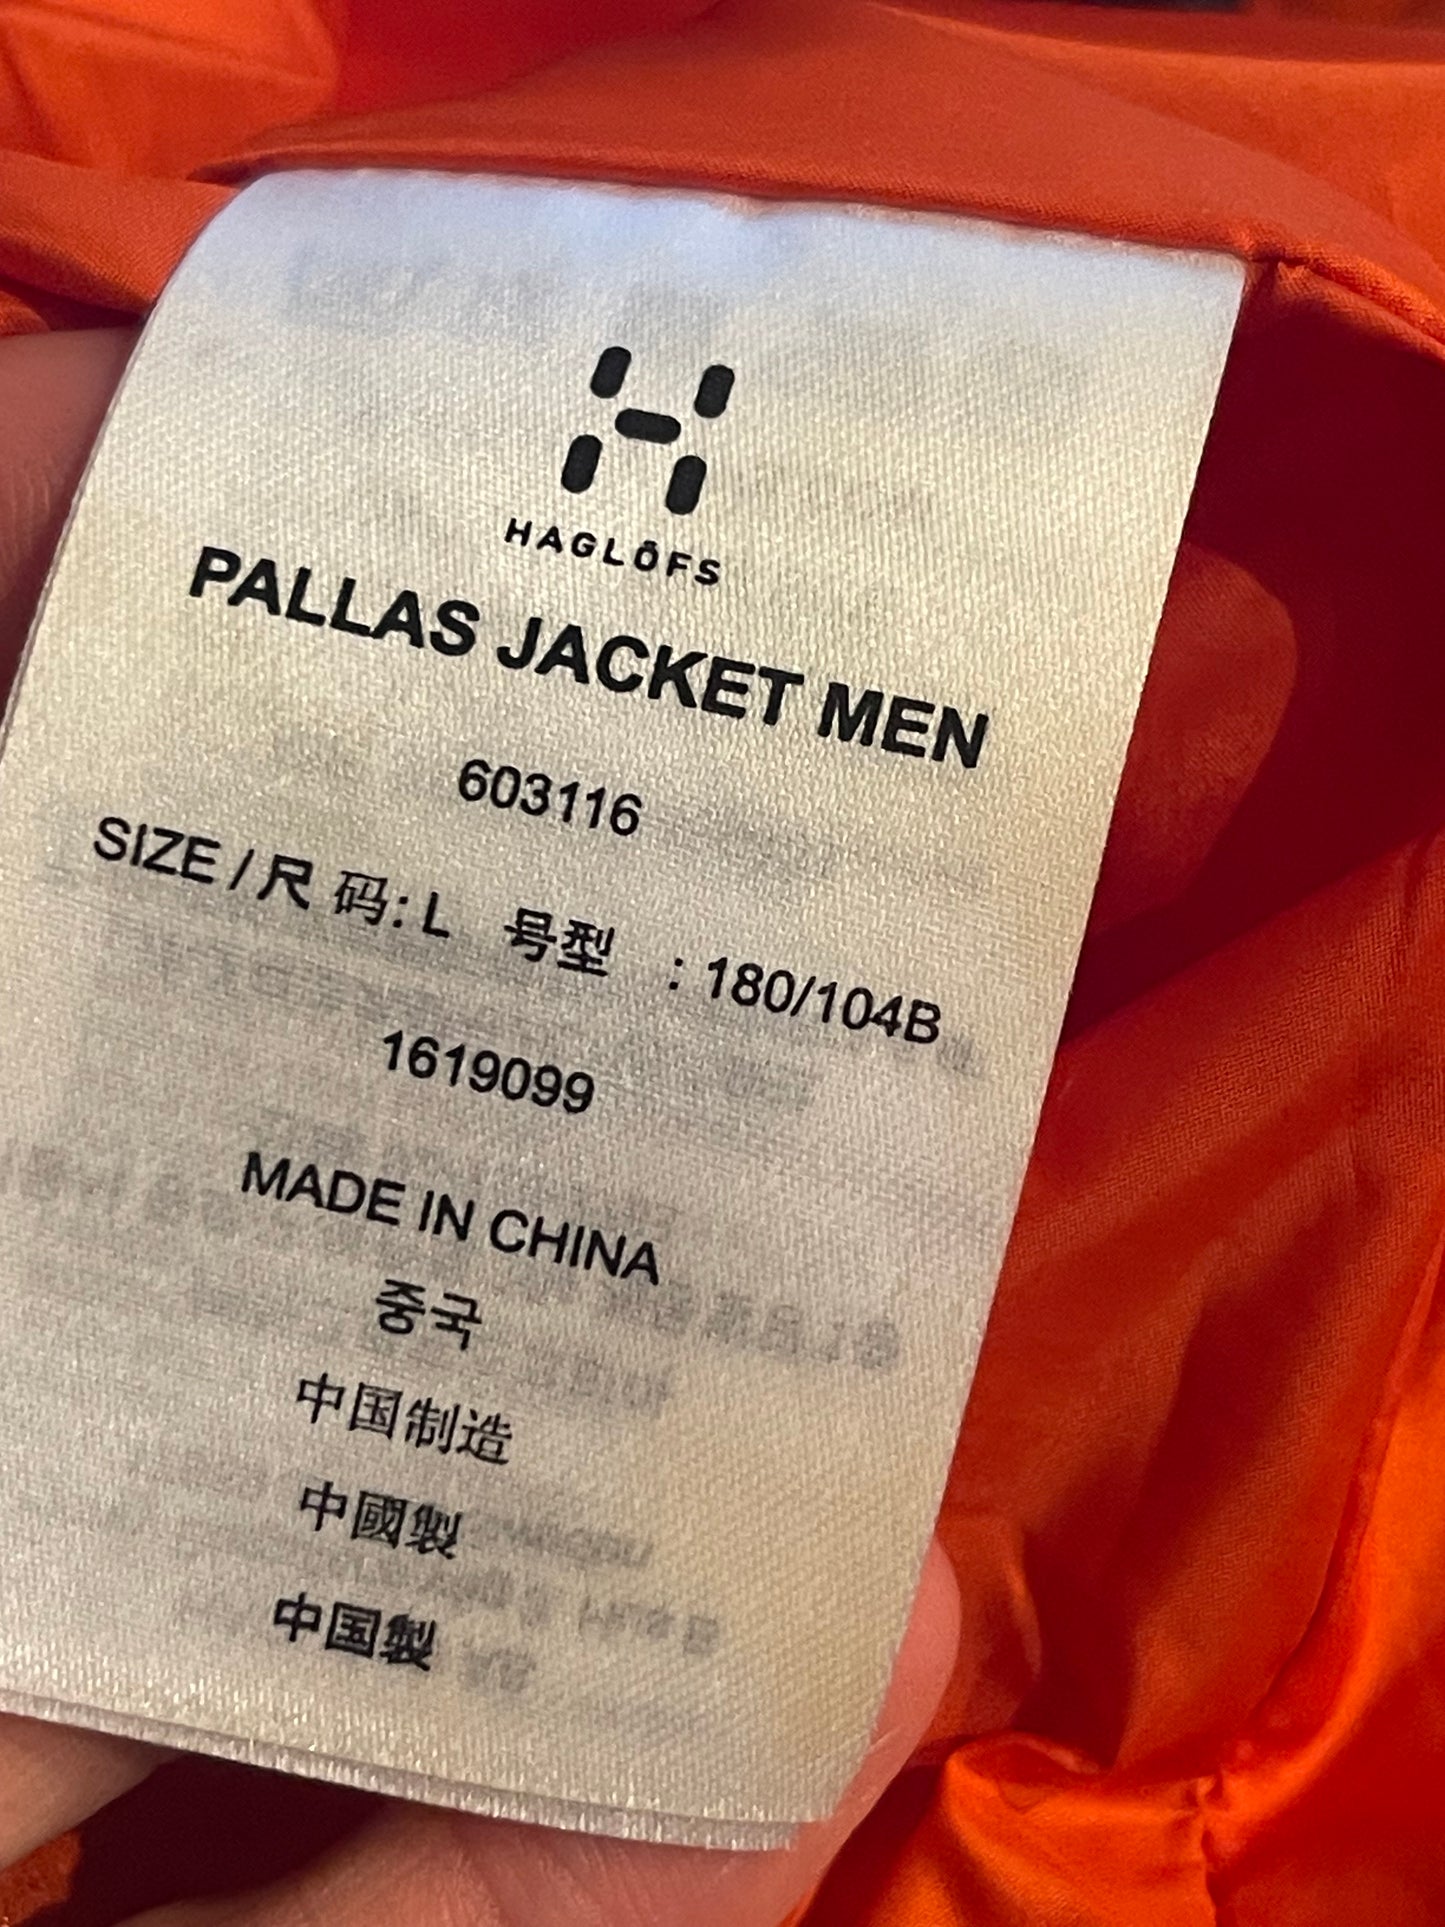 HAGLÖFS
PALLAS JACKET MEN
603116
SIZE / 尺 码: L 号型 : 180/104B
1619099
MADE IN CHINA
중국
中国制造
中國製
中国製